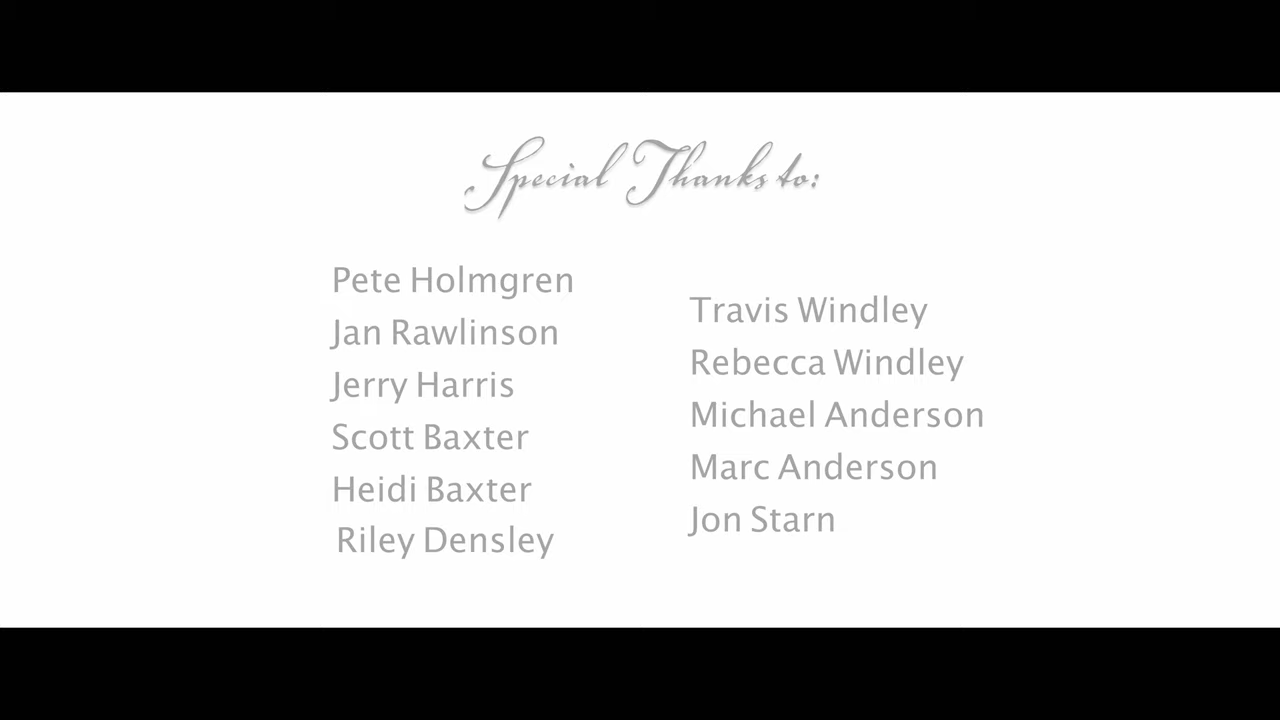 Special Thanks to:
Pete Holmgren
Jan Rawlinson
Jerry Harris
Scott Baxter
Heidi Baxter
Riley Densley
Travis Windley
Rebecca Windley
Michael Anderson
Marc Anderson
Jon Starn